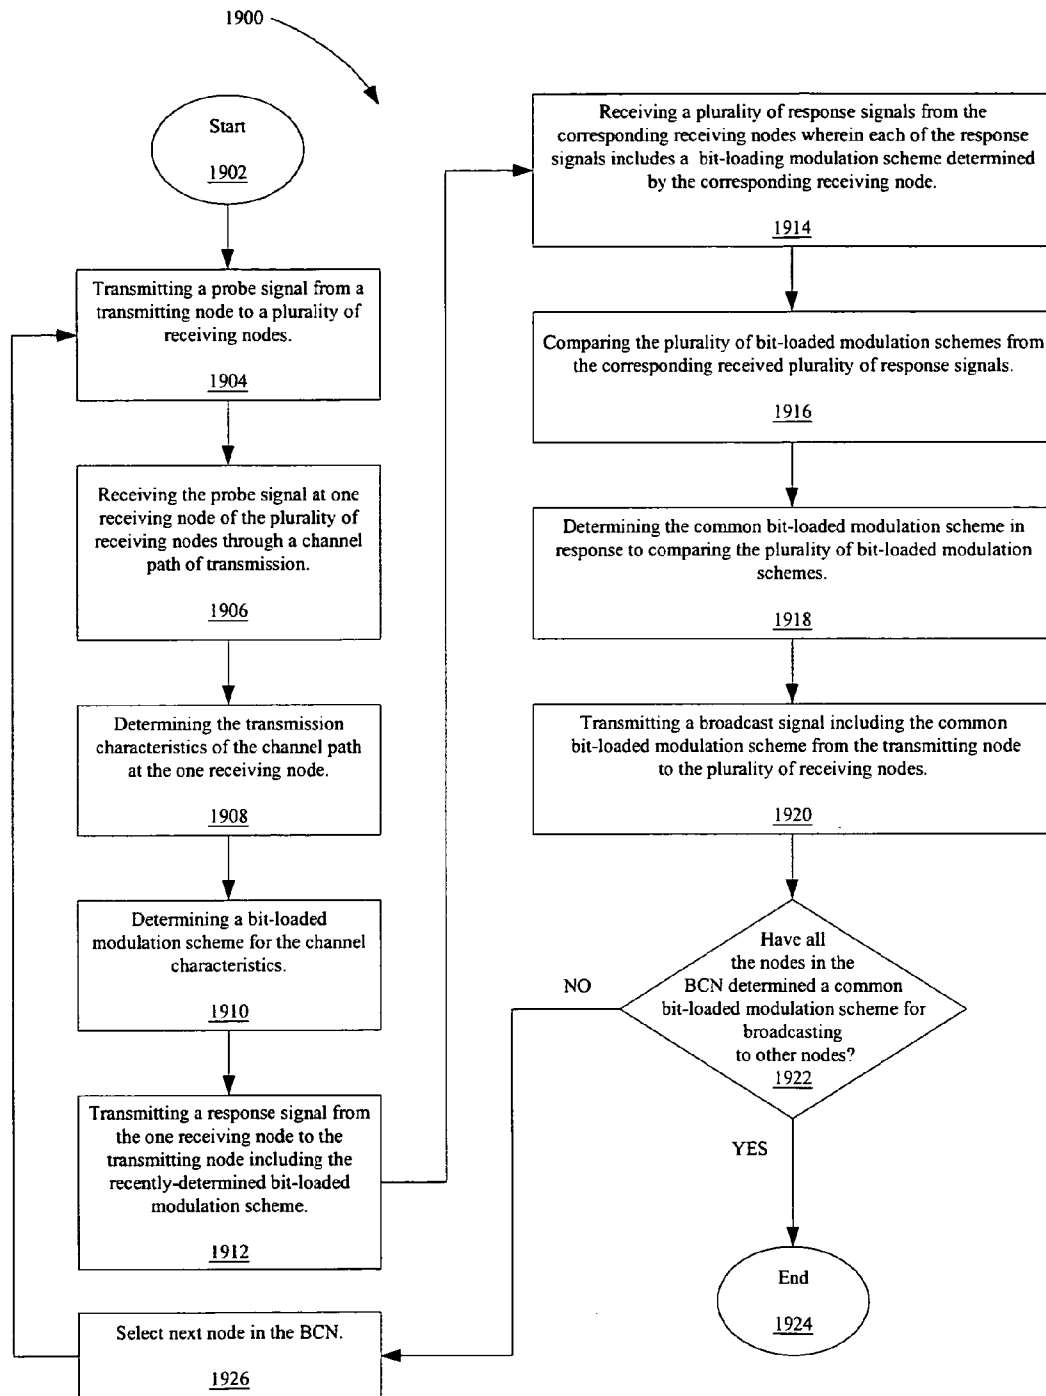 1900
Start
1902
Transmitting a probe signal from a
transmitting node to a plurality of
receiving nodes.
1904
Receiving the probe signal at one
receiving node of the plurality of
receiving nodes through a channel
path of transmission.
1906
Determining the transmission
characteristics of the channel path
at the one receiving node.
1908
Determining a bit-loaded
modulation scheme for the channel
characteristics.
1910
Transmitting a response signal from
the one receiving node to the
transmitting node including the
recently-determined bit-loaded
modulation scheme.
1912
Receiving a plurality of response signals from the
corresponding receiving nodes wherein each of the response
signals includes a bit-loading modulation scheme determined
by the corresponding receiving node.
1914
Comparing the plurality of bit-loaded modulation schemes from
the corresponding received plurality of response signals.
1916
Determining the common bit-loaded modulation scheme in
response to comparing the plurality of bit-loaded modulation
schemes.
1918
Transmitting a broadcast signal including the common
bit-loaded modulation scheme from the transmitting node
to the plurality of receiving nodes.
1920
Have all
the nodes in the
BCN determined a common
bit-loaded modulation scheme for
broadcasting
to other nodes?
1922
NO
YES
End
1924
Select next node in the BCN.
1926